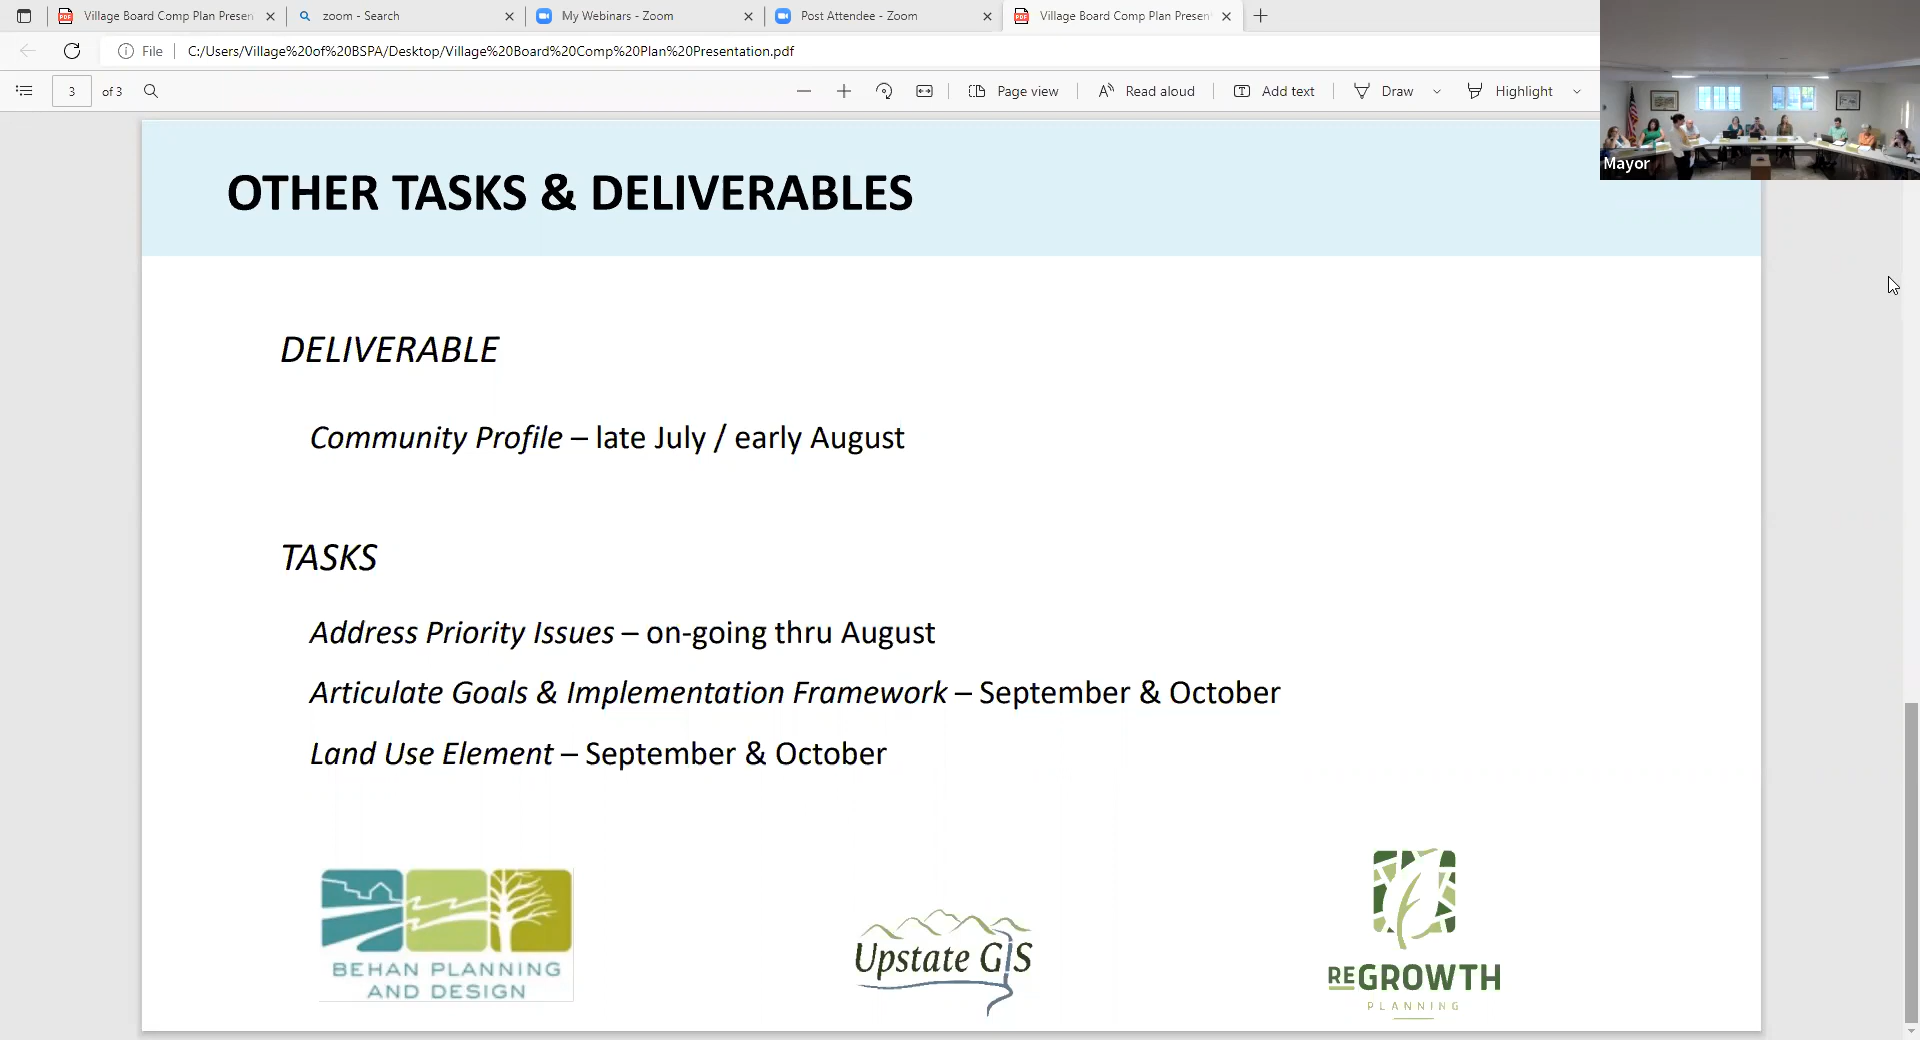 Village Board Comp Plan Presen
zoom - Search
My Webinars - Zoom
Post Attendee - Zoom
Village Board Comp Plan Present
File
C:/Users/Village%20of%20BSPA/Desktop/Village%20Board%20Comp%20Plan%20Presentation.pdf
3 of 3
Page view
Read aloud
Add text
Draw
Highlight
Mayor
OTHER TASKS & DELIVERABLES
DELIVERABLE
Community Profile – late July / early August
TASKS
Address Priority Issues – on-going thru August
Articulate Goals & Implementation Framework – September & October
Land Use Element – September & October
BEHAN PLANNING
AND DESIGN
Upstate GIS
REGROWTH
PLANNING